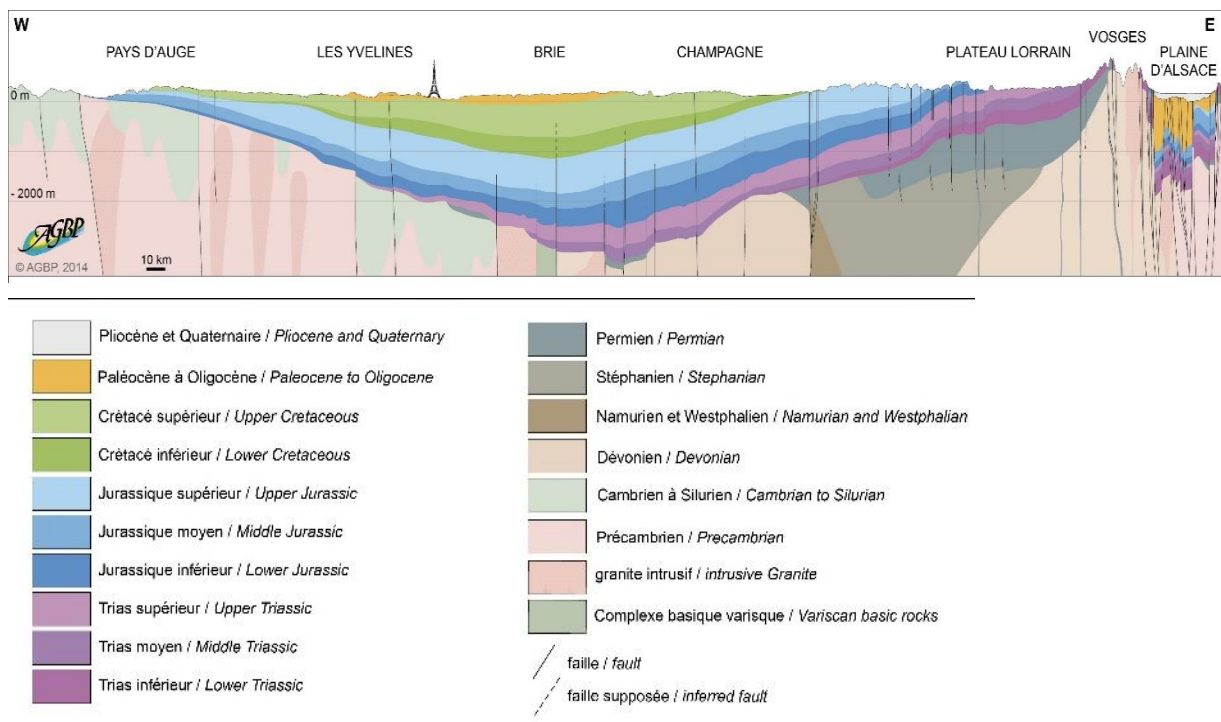 W
E
PAYS D'AUGE
LES YVELINES
BRIE
CHAMPAGNE
PLATEAU LORRAIN
VOSGES
PLAINE
D'ALSACE
0 m
- 2000 m
AGBP
© AGBP, 2014
10 km
Pliocène et Quaternaire / Pliocene and Quaternary
Paléocène à Oligocène / Paleocene to Oligocene
Crétacé supérieur / Upper Cretaceous
Crétacé inférieur / Lower Cretaceous
Jurassique supérieur / Upper Jurassic
Jurassique moyen / Middle Jurassic
Jurassique inférieur / Lower Jurassic
Trias supérieur / Upper Triassic
Trias moyen / Middle Triassic
Trias inférieur / Lower Triassic
Permien / Permian
Stéphanien / Stephanian
Namurien et Westphalien / Namurian and Westphalian
Dévonien / Devonian
Cambrien à Silurien / Cambrian to Silurian
Précambrien / Precambrian
granite intrusif / intrusive Granite
Complexe basique varisque / Variscan basic rocks
faille / fault
faille supposée / inferred fault